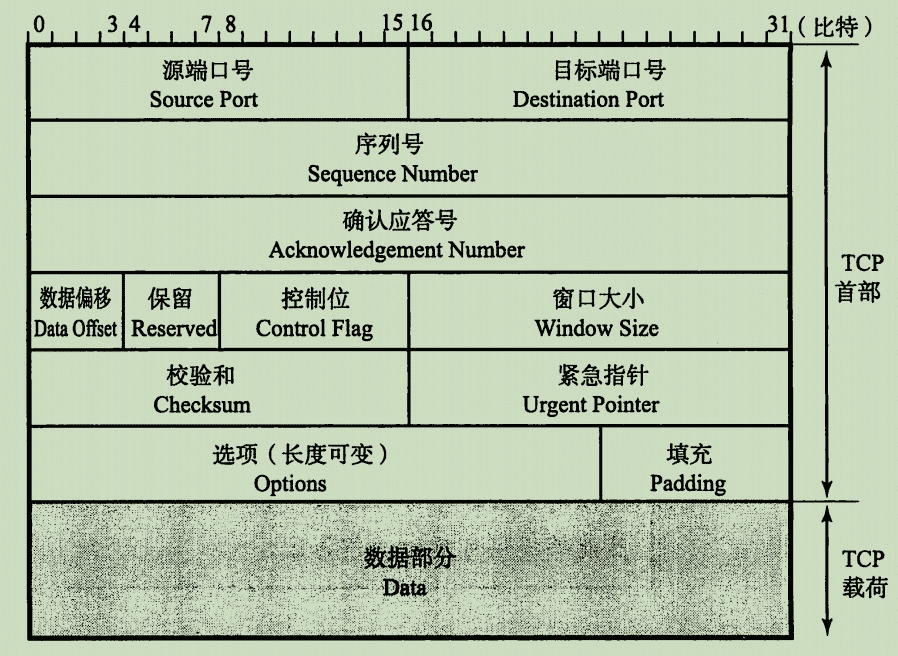 0 3 4 7 8 15 16 31 (比特)
源端口号 目标端口号
Source Port Destination Port
序列号
Sequence Number
确认应答号
Acknowledgement Number
TCP
首部
数据偏移 保留 控制位 窗口大小
Data Offset Reserved Control Flag Window Size
校验和 紧急指针
Checksum Urgent Pointer
选项(长度可变) 填充
Options Padding
数据部分
Data
TCP
载荷